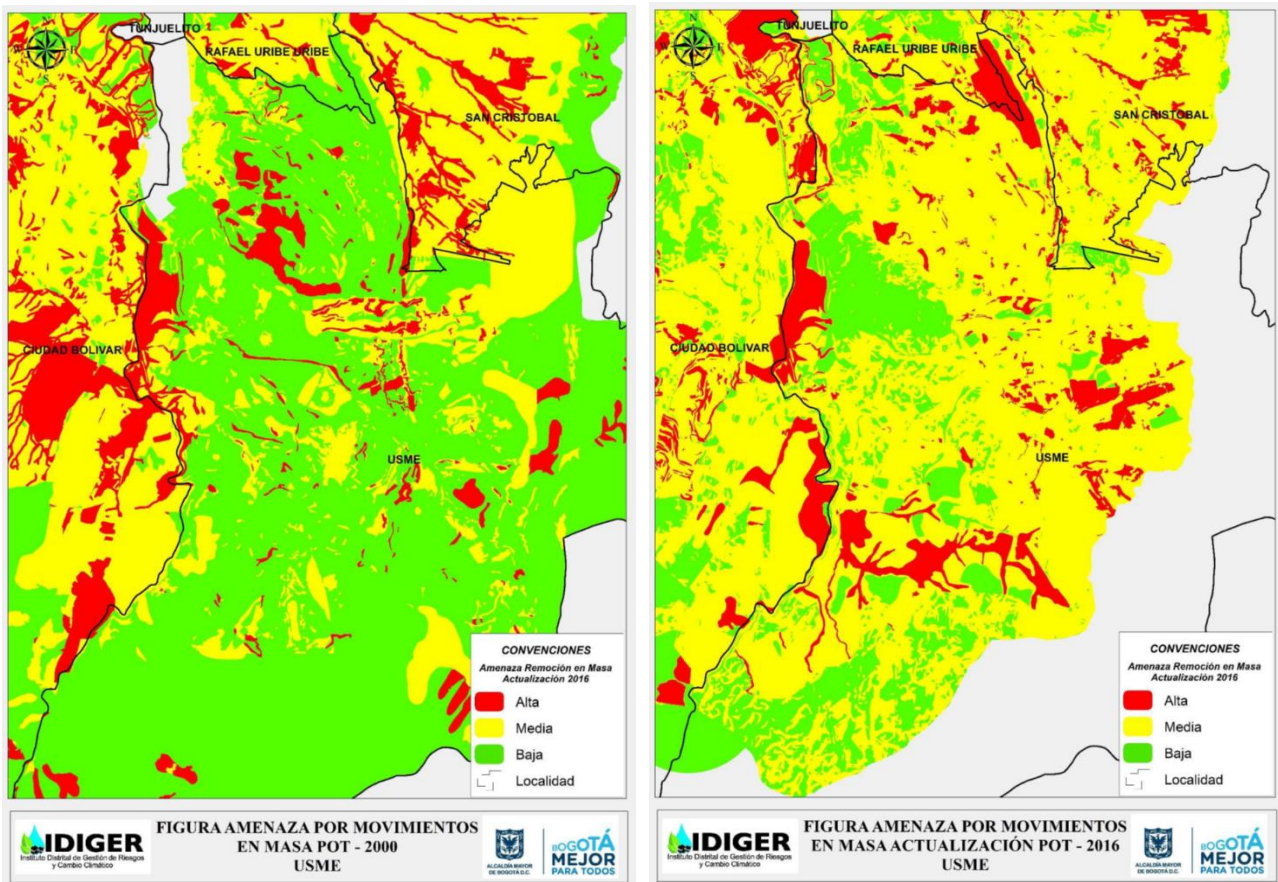 TUNJUELITO
N
W
E
S
RAFAEL URIBE URIBE
SAN CRISTOBAL
CIUDAD BOLIVAR
USME
CONVENCIONES
Amenaza Remoción en Masa
Actualización 2016
Alta
Media
Baja
Localidad
IDIGER
Instituto Distrital de Gestión de Riesgos
y Cambio Climático
FIGURA AMENAZA POR MOVIMIENTOS
EN MASA POT - 2000
USME
ALCALDÍA MAYOR
DE BOGOTÁ D.C.
BOGOTÁ
MEJOR
PARA TODOS
TUNJUELITO
N
W
E
S
RAFAEL URIBE URIBE
SAN CRISTOBAL
CIUDAD BOLIVAR
USME
CONVENCIONES
Amenaza Remoción en Masa
Actualización 2016
Alta
Media
Baja
Localidad
IDIGER
Instituto Distrital de Gestión de Riesgos
y Cambio Climático
FIGURA AMENAZA POR MOVIMIENTOS
EN MASA ACTUALIZACIÓN POT - 2016
USME
ALCALDÍA MAYOR
DE BOGOTÁ D.C.
BOGOTÁ
MEJOR
PARA TODOS